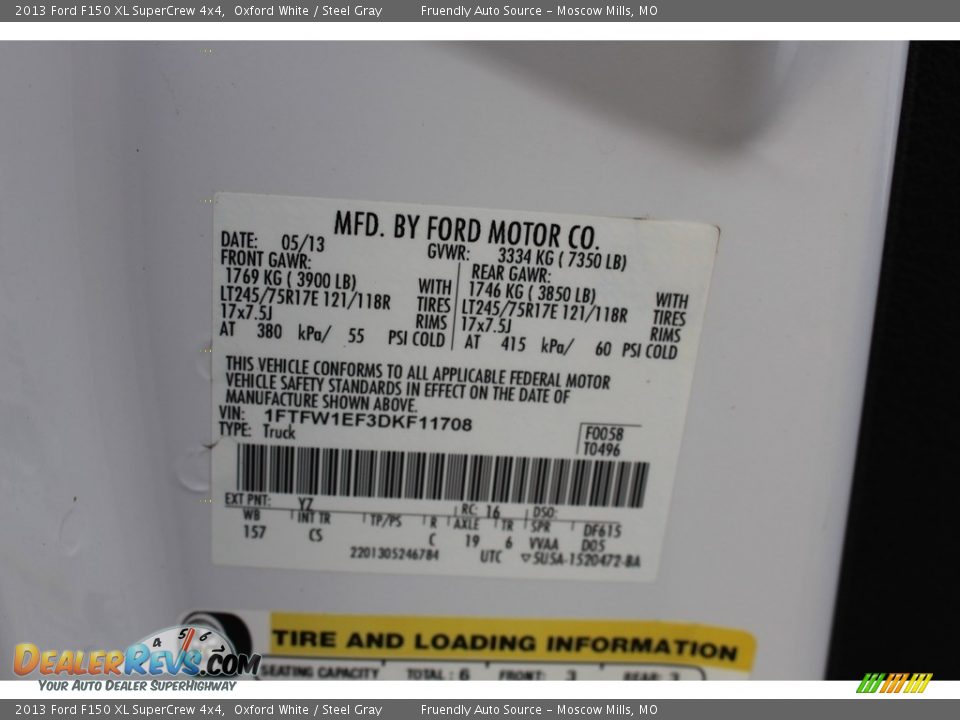 2013 Ford F150 XL SuperCrew 4x4, Oxford White / Steel Gray Fruendly Auto Source - Moscow Mills, MO
MFD. BY FORD MOTOR CO.
DATE: 05/13 GVWR: 3334 KG ( 7350 LB)
FRONT GAWR: REAR GAWR:
1769 KG ( 3900 LB) WITH 1746 KG ( 3850 LB) WITH
LT245/75R17E 121/118R TIRES LT245/75R17E 121/118R TIRES
17x7.5J RIMS 17x7.5J RIMS
AT 380 kPa/ 55 PSI COLD AT 415 kPa/ 60 PSI COLD
THIS VEHICLE CONFORMS TO ALL APPLICABLE FEDERAL MOTOR
VEHICLE SAFETY STANDARDS IN EFFECT ON THE DATE OF
MANUFACTURE SHOWN ABOVE.
VIN: 1FTFW1EF3DKF11708
TYPE: Truck
F0058
T0496
EXT PNT: YZ RC: 16 DSO:
WB INT TR TP/PS R AXLE TR SPR DF615
157 CS C 19 6 VVAA D05
2201305246784 UTC ▽5USA-1520472-BA
TIRE AND LOADING INFORMATION
SEATING CAPACITY TOTAL : 6 FRONT: 3 REAR: 3
4 5 6
DEALERREVS.COM
YOUR AUTO DEALER SUPERHIGHWAY
2013 Ford F150 XL SuperCrew 4x4, Oxford White / Steel Gray Fruendly Auto Source - Moscow Mills, MO